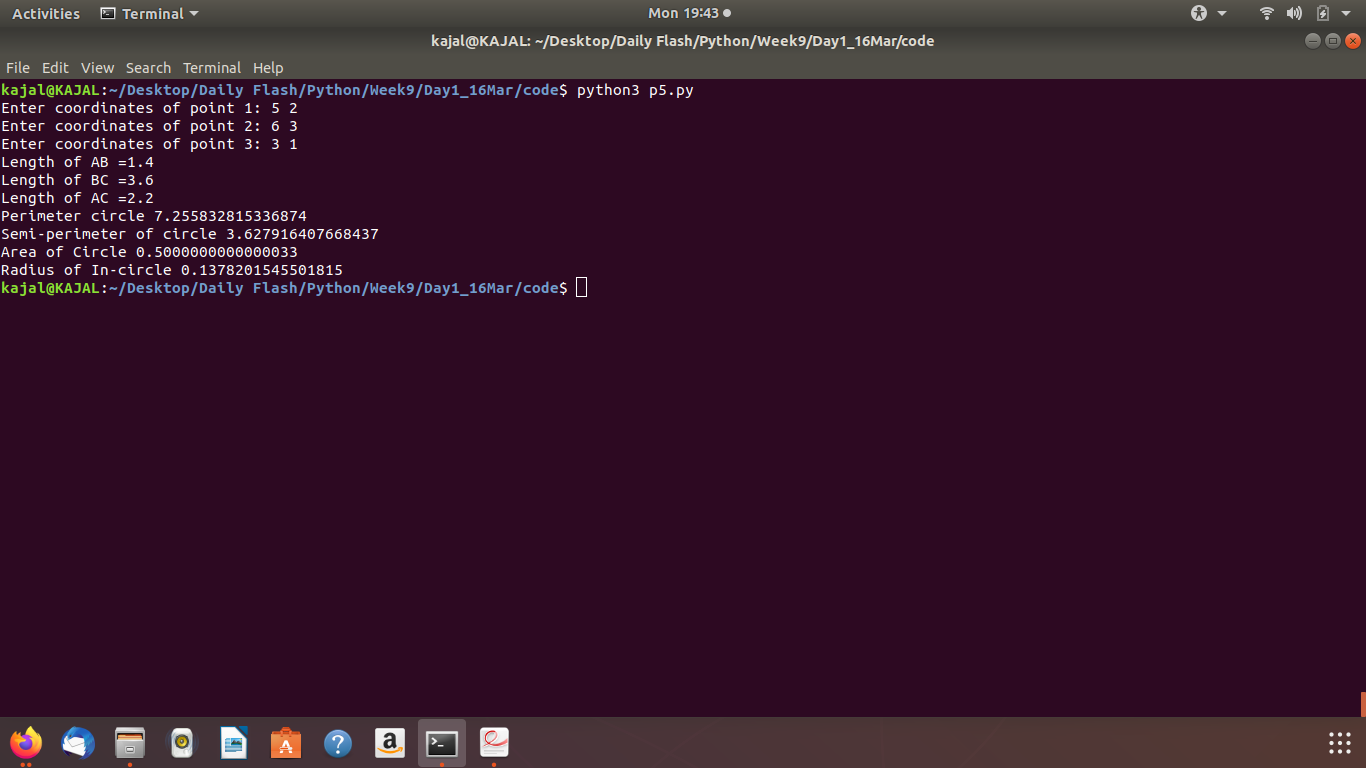 Activities Terminal Mon 19:43
kajal@KAJAL: ~/Desktop/Daily Flash/Python/Week9/Day1_16Mar/code
File Edit View Search Terminal Help
kajal@KAJAL:~/Desktop/Daily Flash/Python/Week9/Day1_16Mar/code$ python3 p5.py
Enter coordinates of point 1: 5 2
Enter coordinates of point 2: 6 3
Enter coordinates of point 3: 3 1
Length of AB =1.4
Length of BC =3.6
Length of AC =2.2
Perimeter circle 7.255832815336874
Semi-perimeter of circle 3.627916407668437
Area of Circle 0.5000000000000033
Radius of In-circle 0.1378201545501815
kajal@KAJAL:~/Desktop/Daily Flash/Python/Week9/Day1_16Mar/code$